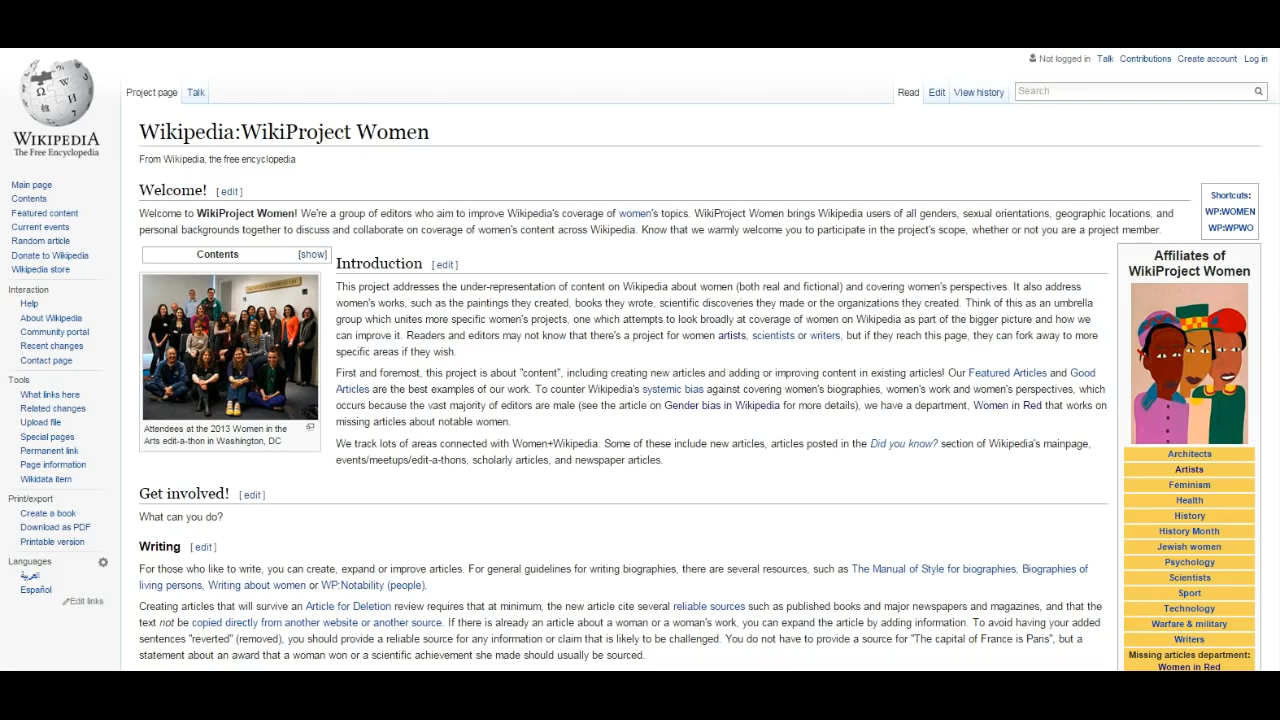 Not logged in Talk Contributions Create account Log in
Project page Talk
Read Edit View history Search
WIKIPEDIA
The Free Encyclopedia
Main page
Contents
Featured content
Current events
Random article
Donate to Wikipedia
Wikipedia store
Interaction
Help
About Wikipedia
Community portal
Recent changes
Contact page
Tools
What links here
Related changes
Upload file
Special pages
Permanent link
Page information
Wikidata item
Print/export
Create a book
Download as PDF
Printable version
Languages
العربية
Español
Edit links
Wikipedia:WikiProject Women
From Wikipedia, the free encyclopedia
Welcome! [ edit ]
Welcome to WikiProject Women! We're a group of editors who aim to improve Wikipedia's coverage of women's topics. WikiProject Women brings Wikipedia users of all genders, sexual orientations, geographic locations, and
personal backgrounds together to discuss and collaborate on coverage of women's content across Wikipedia. Know that we warmly welcome you to participate in the project's scope, whether or not you are a project member.
Shortcuts:
WP:WOMEN
WP:WPWO
Contents [show]
Attendees at the 2013 Women in the
Arts edit-a-thon in Washington, DC
Introduction [ edit ]
This project addresses the under-representation of content on Wikipedia about women (both real and fictional) and covering women's perspectives. It also address
women's works, such as the paintings they created, books they wrote, scientific discoveries they made or the organizations they created. Think of this as an umbrella
group which unites more specific women's projects, one which attempts to look broadly at coverage of women on Wikipedia as part of the bigger picture and how we
can improve it. Readers and editors may not know that there's a project for women artists, scientists or writers, but if they reach this page, they can fork away to more
specific areas if they wish.
First and foremost, this project is about "content", including creating new articles and adding or improving content in existing articles! Our Featured Articles and Good
Articles are the best examples of our work. To counter Wikipedia's systemic bias against covering women's biographies, women's work and women's perspectives, which
occurs because the vast majority of editors are male (see the article on Gender bias in Wikipedia for more details), we have a department, Women in Red that works on
missing articles about notable women.
We track lots of areas connected with Women+Wikipedia. Some of these include new articles, articles posted in the Did you know? section of Wikipedia's mainpage,
events/meetups/edit-a-thons, scholarly articles, and newspaper articles.
Get involved! [ edit ]
What can you do?
Writing [ edit ]
For those who like to write, you can create, expand or improve articles. For general guidelines for writing biographies, there are several resources, such as The Manual of Style for biographies, Biographies of
living persons, Writing about women or WP:Notability (people).
Creating articles that will survive an Article for Deletion review requires that at minimum, the new article cite several reliable sources such as published books and major newspapers and magazines, and that the
text not be copied directly from another website or another source. If there is already an article about a woman or a woman's work, you can expand the article by adding information. To avoid having your added
sentences "reverted" (removed), you should provide a reliable source for any information or claim that is likely to be challenged. You do not have to provide a source for "The capital of France is Paris", but a
statement about an award that a woman won or a scientific achievement she made should usually be sourced.
Affiliates of
WikiProject Women
Architects
Artists
Feminism
Health
History
History Month
Jewish women
Psychology
Scientists
Sport
Technology
Warfare & military
Writers
Missing articles department:
Women in Red